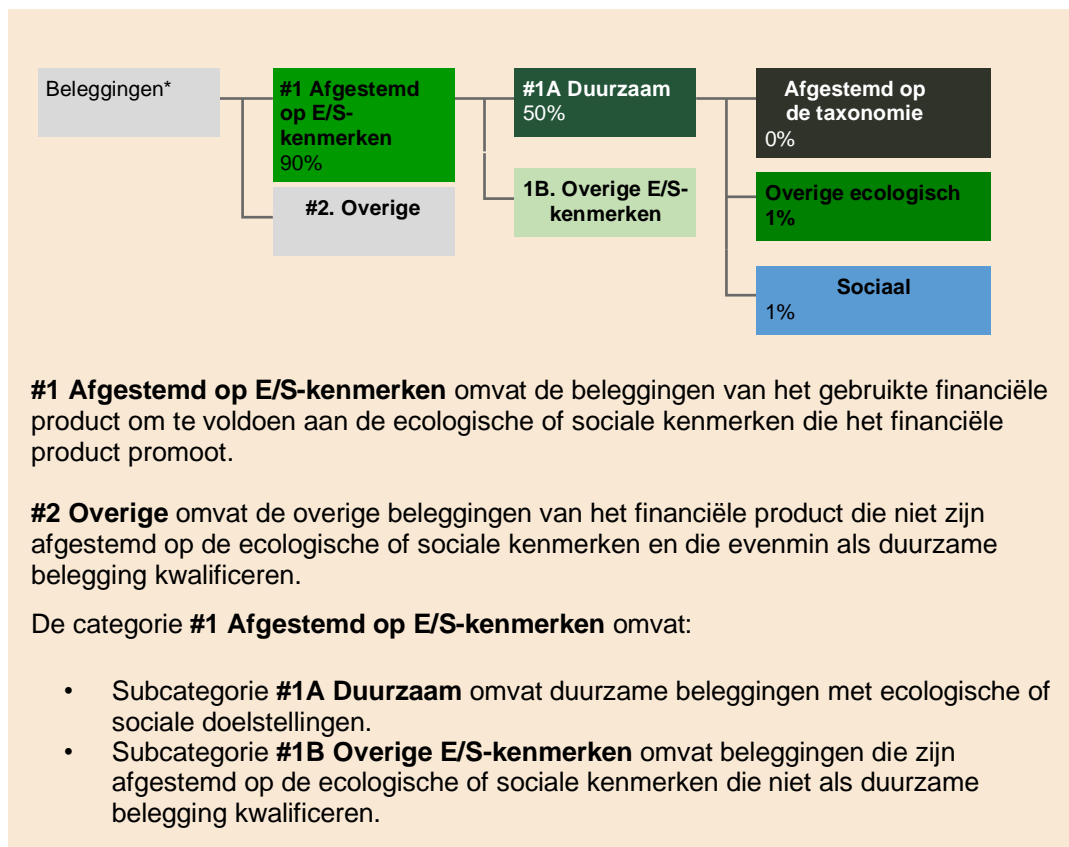 Beleggingen*
#1 Afgestemd
op E/S-
kenmerken
90%
#2. Overige
#1A Duurzaam
50%
1B. Overige E/S-
kenmerken
Afgestemd op
de taxonomie
0%
Overige ecologisch
1%
Sociaal
1%
#1 Afgestemd op E/S-kenmerken omvat de beleggingen van het gebruikte financiële
product om te voldoen aan de ecologische of sociale kenmerken die het financiële
product promoot.
#2 Overige omvat de overige beleggingen van het financiële product die niet zijn
afgestemd op de ecologische of sociale kenmerken en die evenmin als duurzame
belegging kwalificeren.
De categorie #1 Afgestemd op E/S-kenmerken omvat:
• Subcategorie #1A Duurzaam omvat duurzame beleggingen met ecologische of
sociale doelstellingen.
• Subcategorie #1B Overige E/S-kenmerken omvat beleggingen die zijn
afgestemd op de ecologische of sociale kenmerken die niet als duurzame
belegging kwalificeren.